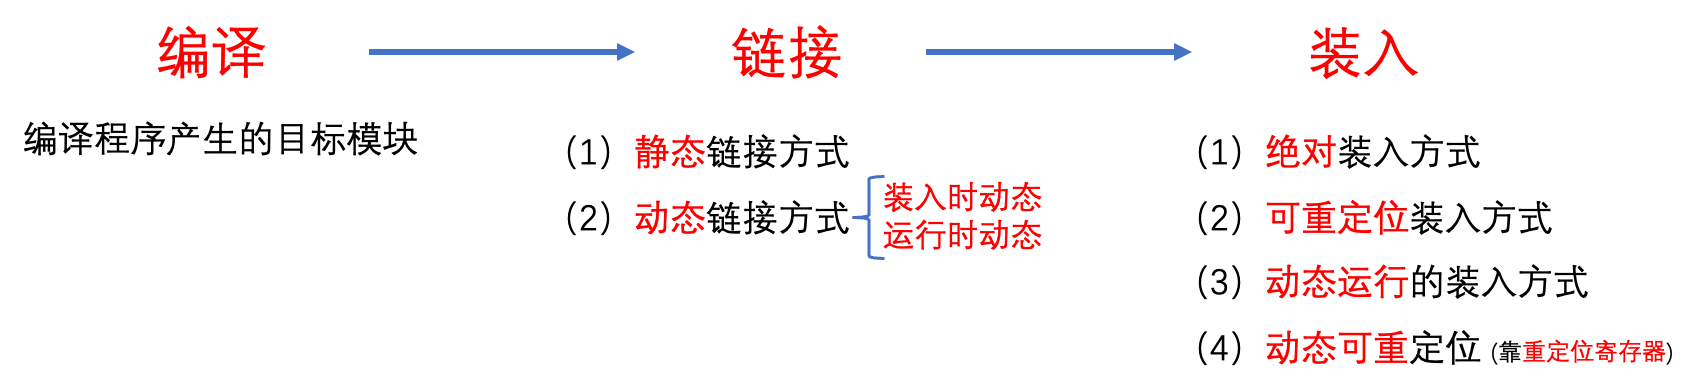 编译
链接
装入
编译程序产生的目标模块
(1) 静态链接方式
(2) 动态链接方式
装入时动态
运行时动态
(1) 绝对装入方式
(2) 可重定位装入方式
(3) 动态运行的装入方式
(4) 动态可重定位 (靠重定位寄存器)